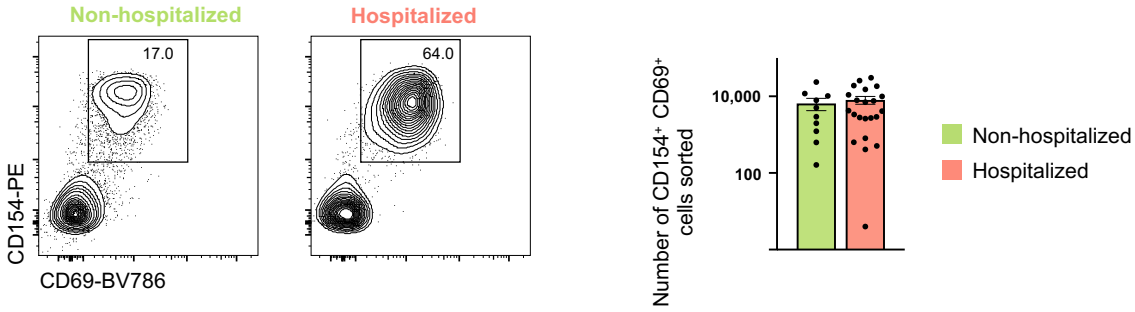 Non-hospitalized
Hospitalized
17.0
64.0
CD154-PE
CD69-BV786
Number of CD154⁺ CD69⁺
cells sorted
10,000
100
Non-hospitalized
Hospitalized